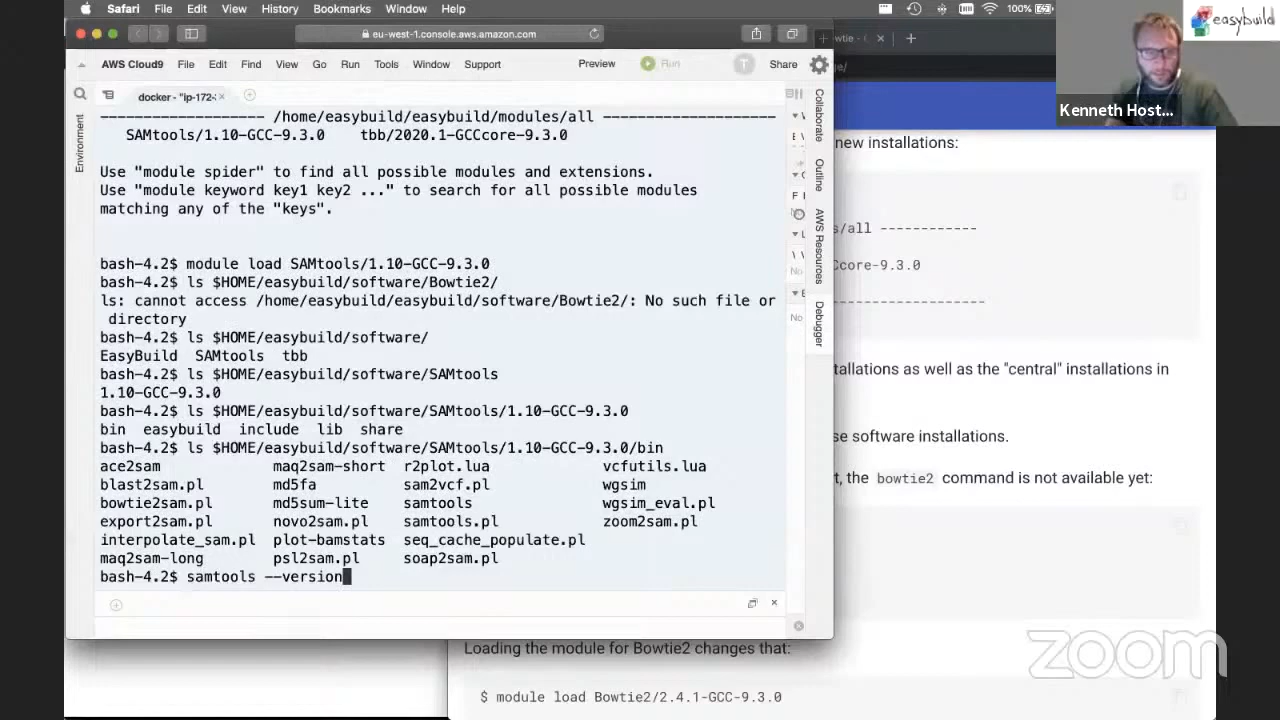 Safari File Edit View History Bookmarks Window Help 100%
easybuild
eu-west-1.console.aws.amazon.com
Kenneth Host...
AWS Cloud9 File Edit Find View Go Run Tools Window Support Preview Run T Share
docker - "ip-172-
Environment
Collaborate
Outline
AWS Resources
Debugger
------------------- /home/easybuild/easybuild/modules/all --------------------
SAMtools/1.10-GCC-9.3.0 tbb/2020.1-GCCcore-9.3.0
Use "module spider" to find all possible modules and extensions.
Use "module keyword key1 key2 ..." to search for all possible modules
matching any of the "keys".
bash-4.2$ module load SAMtools/1.10-GCC-9.3.0
bash-4.2$ ls $HOME/easybuild/software/Bowtie2/
ls: cannot access /home/easybuild/easybuild/software/Bowtie2/: No such file or
directory
bash-4.2$ ls $HOME/easybuild/software/
EasyBuild SAMtools tbb
bash-4.2$ ls $HOME/easybuild/software/SAMtools
1.10-GCC-9.3.0
bash-4.2$ ls $HOME/easybuild/software/SAMtools/1.10-GCC-9.3.0
bin easybuild include lib share
bash-4.2$ ls $HOME/easybuild/software/SAMtools/1.10-GCC-9.3.0/bin
ace2sam maq2sam-short r2plot.lua vcfutils.lua
blast2sam.pl md5fa sam2vcf.pl wgsim
bowtie2sam.pl md5sum-lite samtools wgsim_eval.pl
export2sam.pl novo2sam.pl samtools.pl zoom2sam.pl
interpolate_sam.pl plot-bamstats seq_cache_populate.pl
maq2sam-long psl2sam.pl soap2sam.pl
bash-4.2$ samtools --version
new installations:
s/all ------------
Ccore-9.3.0
--------------------
tallations as well as the "central" installations in
se software installations.
t, the bowtie2 command is not available yet:
Loading the module for Bowtie2 changes that:
$ module load Bowtie2/2.4.1-GCC-9.3.0
zoom